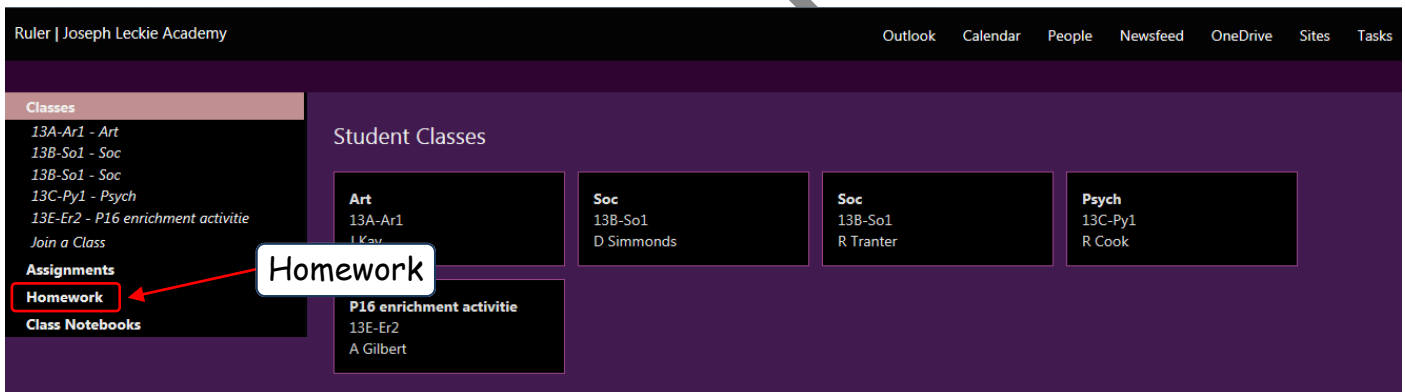 Ruler | Joseph Leckie Academy
Outlook Calendar People Newsfeed OneDrive Sites Tasks
Classes
13A-Ar1 - Art
13B-So1 - Soc
13B-So1 - Soc
13C-Py1 - Psych
13E-Er2 - P16 enrichment activitie
Join a Class
Assignments
Homework
Class Notebooks
Homework
Student Classes
Art
13A-Ar1
J Kay
Soc
13B-So1
D Simmonds
Soc
13B-So1
R Tranter
Psych
13C-Py1
R Cook
P16 enrichment activitie
13E-Er2
A Gilbert